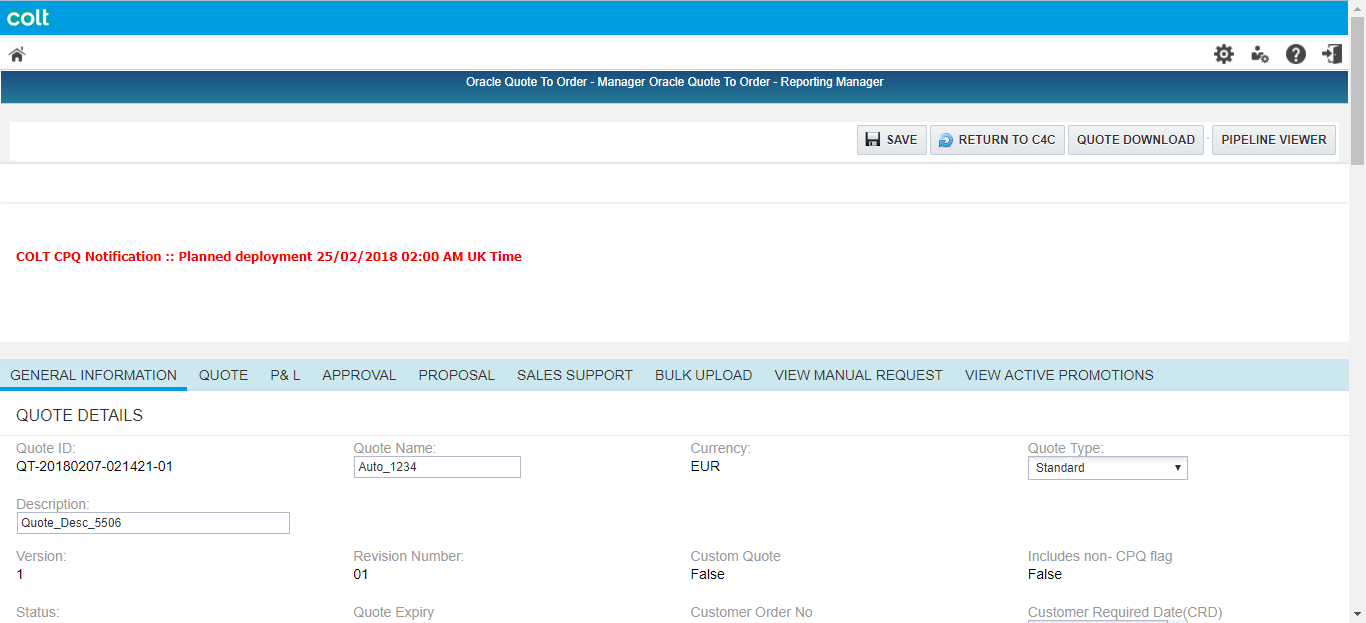 colt
Oracle Quote To Order - Manager Oracle Quote To Order - Reporting Manager
SAVE RETURN TO C4C QUOTE DOWNLOAD PIPELINE VIEWER
COLT CPQ Notification :: Planned deployment 25/02/2018 02:00 AM UK Time
GENERAL INFORMATION QUOTE P& L APPROVAL PROPOSAL SALES SUPPORT BULK UPLOAD VIEW MANUAL REQUEST VIEW ACTIVE PROMOTIONS
QUOTE DETAILS
Quote ID: Quote Name: Currency: Quote Type:
QT-20180207-021421-01 Auto_1234 EUR Standard
Description:
Quote_Desc_5506
Version: Revision Number: Custom Quote Includes non- CPQ flag
1 01 False False
Status: Quote Expiry Customer Order No Customer Required Date(CRD)